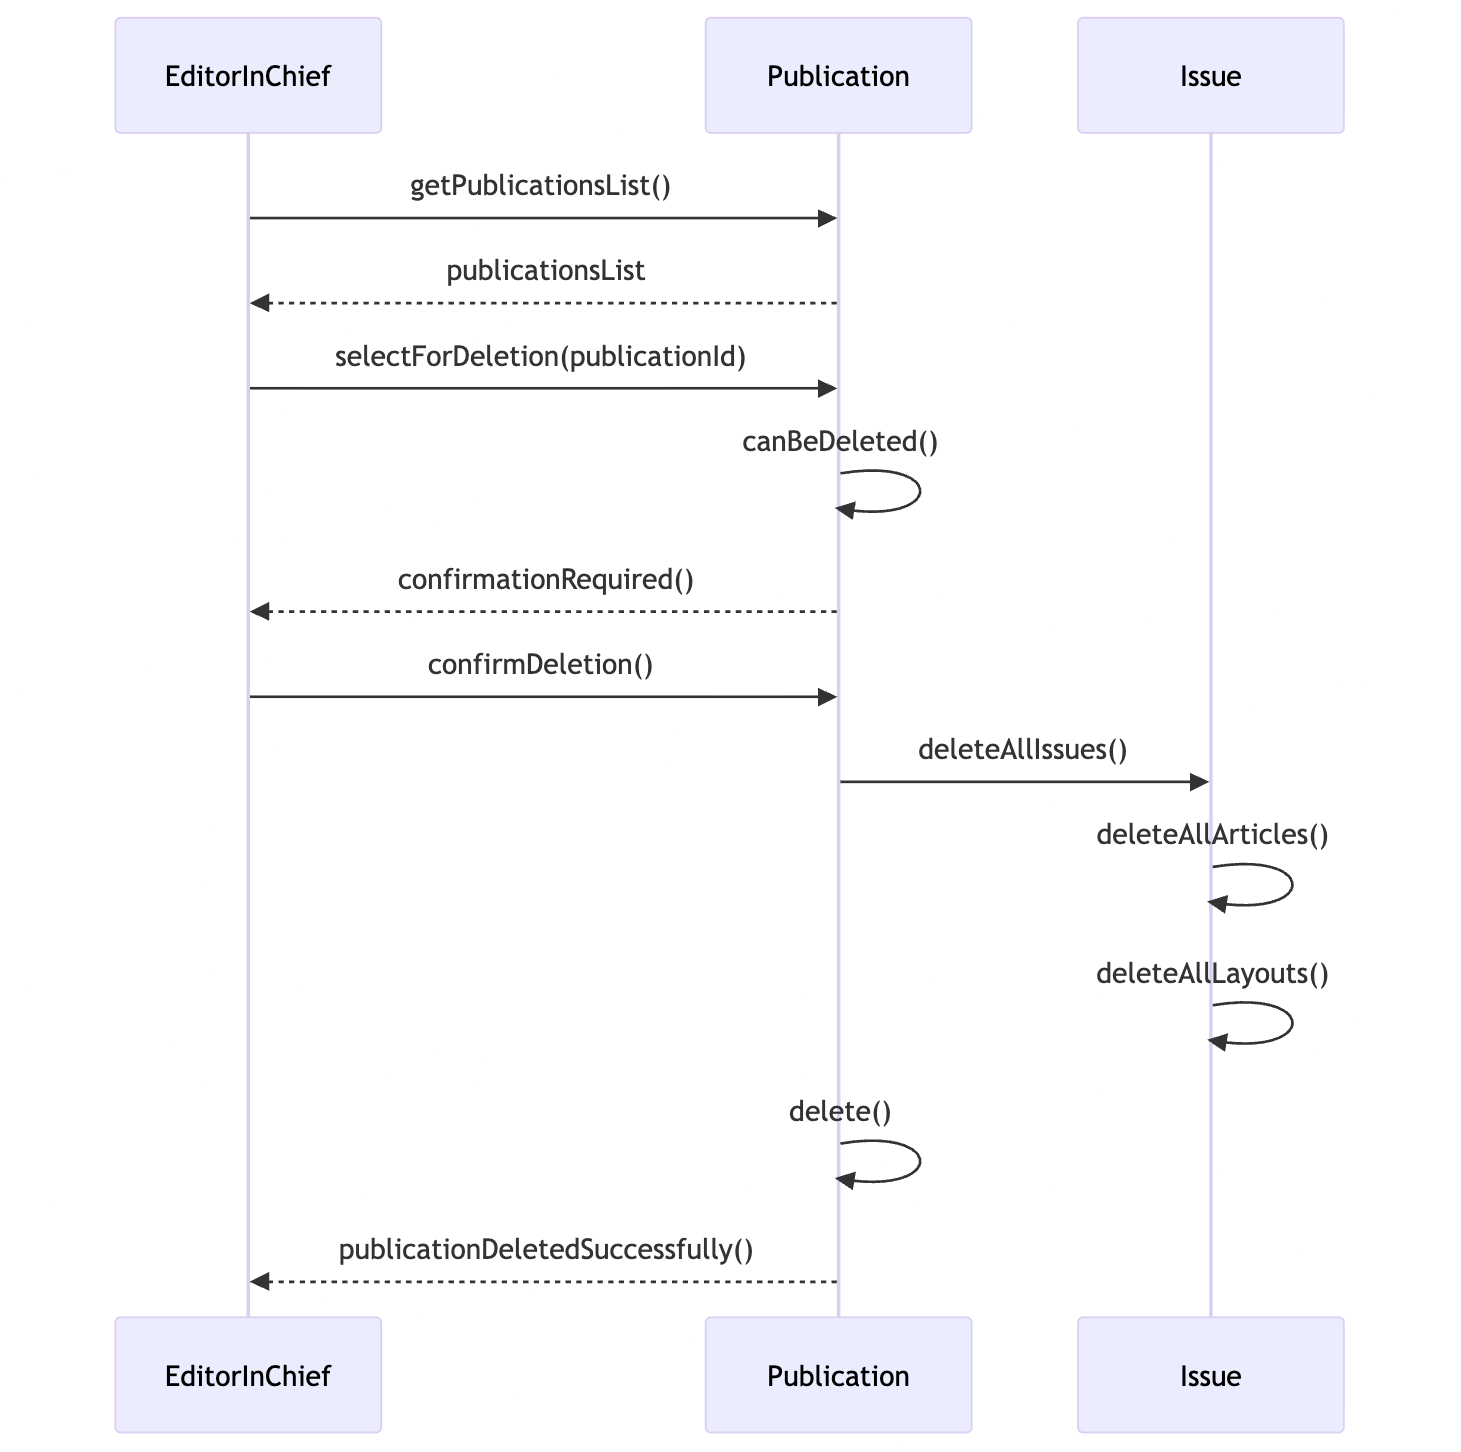 EditorInChief
Publication
Issue
getPublicationsList()
publicationsList
selectForDeletion(publicationId)
canBeDeleted()
confirmationRequired()
confirmDeletion()
deleteAllIssues()
deleteAllArticles()
deleteAllLayouts()
delete()
publicationDeletedSuccessfully()
EditorInChief
Publication
Issue